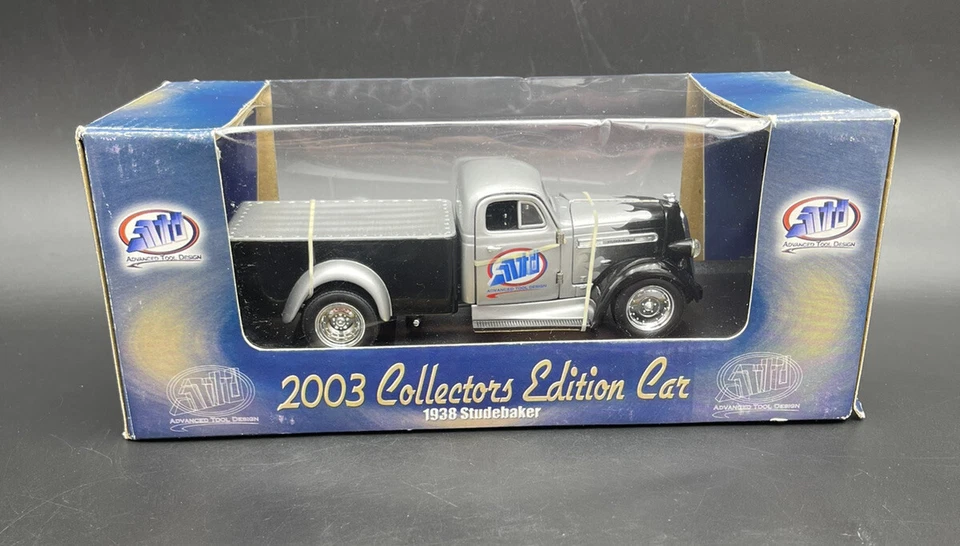 ATD
ADVANCED TOOL DESIGN
ATD
ADVANCED TOOL DESIGN
ATD
ADVANCED TOOL DESIGN
2003 Collectors Edition Car
1938 Studebaker
ATD
ADVANCED TOOL DESIGN
ATD
ADVANCED TOOL DESIGN